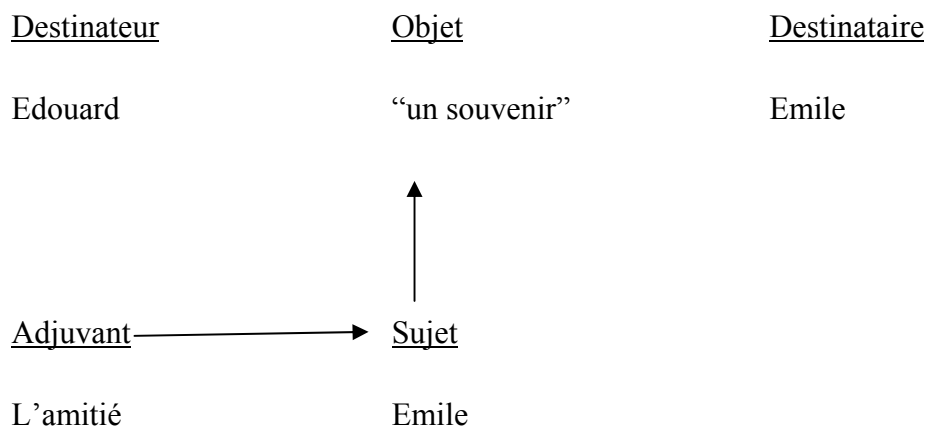 Destinateur Objet Destinataire
Edouard “un souvenir” Emile
Adjuvant Sujet
L’amitié Emile